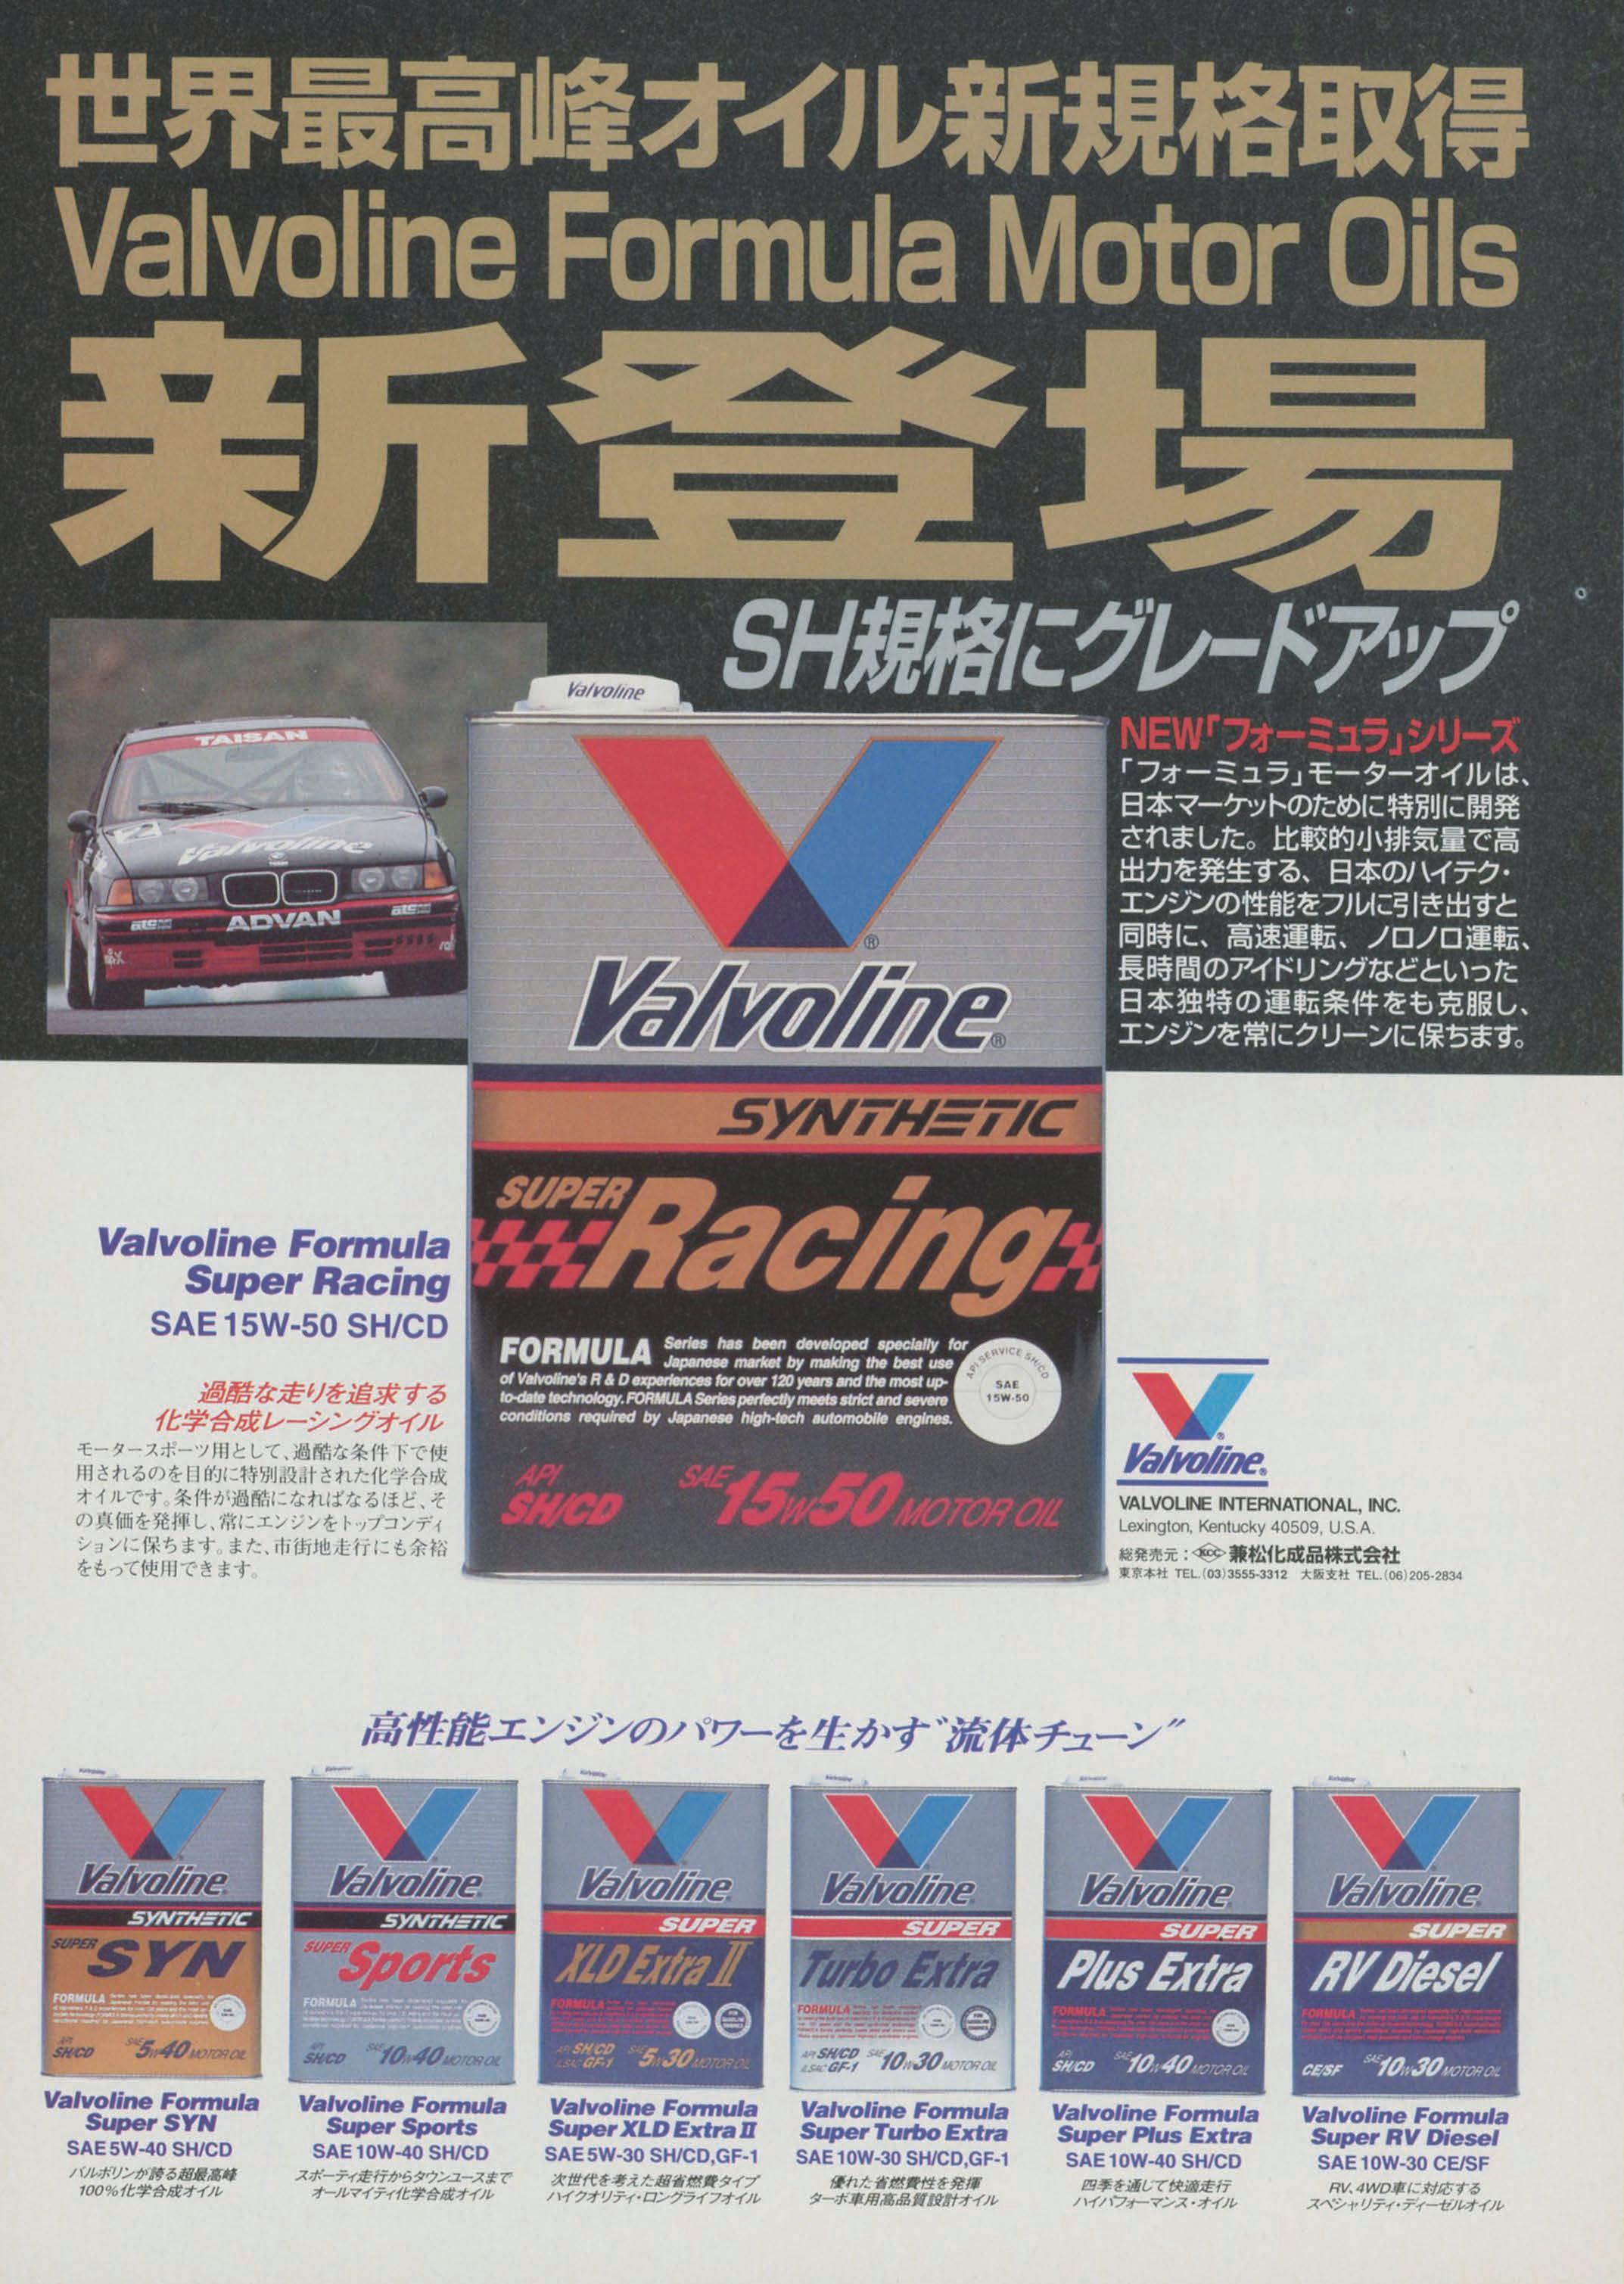 世界最高峰オイル新規格取得
Valvoline Formula Motor Oils
新登場
SH規格にグレードアップ
TAISAN
Valvoline
ADVAN
Valvoline
Valvoline®
SYNTHETIC
SUPER Racing
FORMULA Series has been developed specially for
Japanese market by making the best use
of Valvoline's R & D experiences for over 120 years and the most up-
to-date technology. FORMULA Series perfectly meets strict and severe
conditions required by Japanese high-tech automobile engines.
API SERVICE SH/CD
SAE
15W-50
API
SH/CD
SAE 15W50 MOTOR OIL
NEW「フォーミュラ」シリーズ
「フォーミュラ」モーターオイルは、
日本マーケットのために特別に開発
されました。比較的小排気量で高
出力を発生する、日本のハイテク・
エンジンの性能をフルに引き出すと
同時に、高速運転、ノロノロ運転、
長時間のアイドリングなどといった
日本独特の運転条件をも克服し、
エンジンを常にクリーンに保ちます。
Valvoline Formula
Super Racing
SAE 15W-50 SH/CD
過酷な走りを追求する
化学合成レーシングオイル
モータースポーツ用として、過酷な条件下で使
用されるのを目的に特別設計された化学合成
オイルです。条件が過酷になればなるほど、そ
の真価を発揮し、常にエンジンをトップコンディ
ションに保ちます。また、市街地走行にも余裕
をもって使用できます。
Valvoline®
VALVOLINE INTERNATIONAL, INC.
Lexington, Kentucky 40509, U.S.A.
総発売元：KCC 兼松化成品株式会社
東京本社 TEL.(03)3555-3312 大阪支社 TEL.(06)205-2834
高性能エンジンのパワーを生かす“流体チューン”
Valvoline
SYNTHETIC
SUPER SYN
FORMULA
API SH/CD
SAE 5W40 MOTOR OIL
Valvoline Formula
Super SYN
SAE 5W-40 SH/CD
バルボリンが誇る超最高峰
100%化学合成オイル
Valvoline
SYNTHETIC
SUPER Sports
FORMULA
API SH/CD
SAE 10W40 MOTOR OIL
Valvoline Formula
Super Sports
SAE 10W-40 SH/CD
スポーティ走行からタウンユースまで
オールマイティ化学合成オイル
Valvoline
SUPER
XLD Extra II
FORMULA
API SH/CD
ILSAC GF-1
SAE 5W30 MOTOR OIL
Valvoline Formula
Super XLD Extra II
SAE 5W-30 SH/CD,GF-1
次世代を考えた超省燃費タイプ
ハイクオリティ・ロングライフオイル
Valvoline
SUPER
Turbo Extra
FORMULA
API SH/CD
ILSAC GF-1
SAE 10W30 MOTOR OIL
Valvoline Formula
Super Turbo Extra
SAE 10W-30 SH/CD,GF-1
優れた省燃費性を発揮
ターボ車用高品質設計オイル
Valvoline
SUPER
Plus Extra
FORMULA
API SH/CD
SAE 10W40 MOTOR OIL
Valvoline Formula
Super Plus Extra
SAE 10W-40 SH/CD
四季を通じて快適走行
ハイパフォーマンス・オイル
Valvoline
SUPER
RV Diesel
FORMULA
CE/SF
SAE 10W30 MOTOR OIL
Valvoline Formula
Super RV Diesel
SAE 10W-30 CE/SF
RV、4WD車に対応する
スペシャリティ・ディーゼルオイル